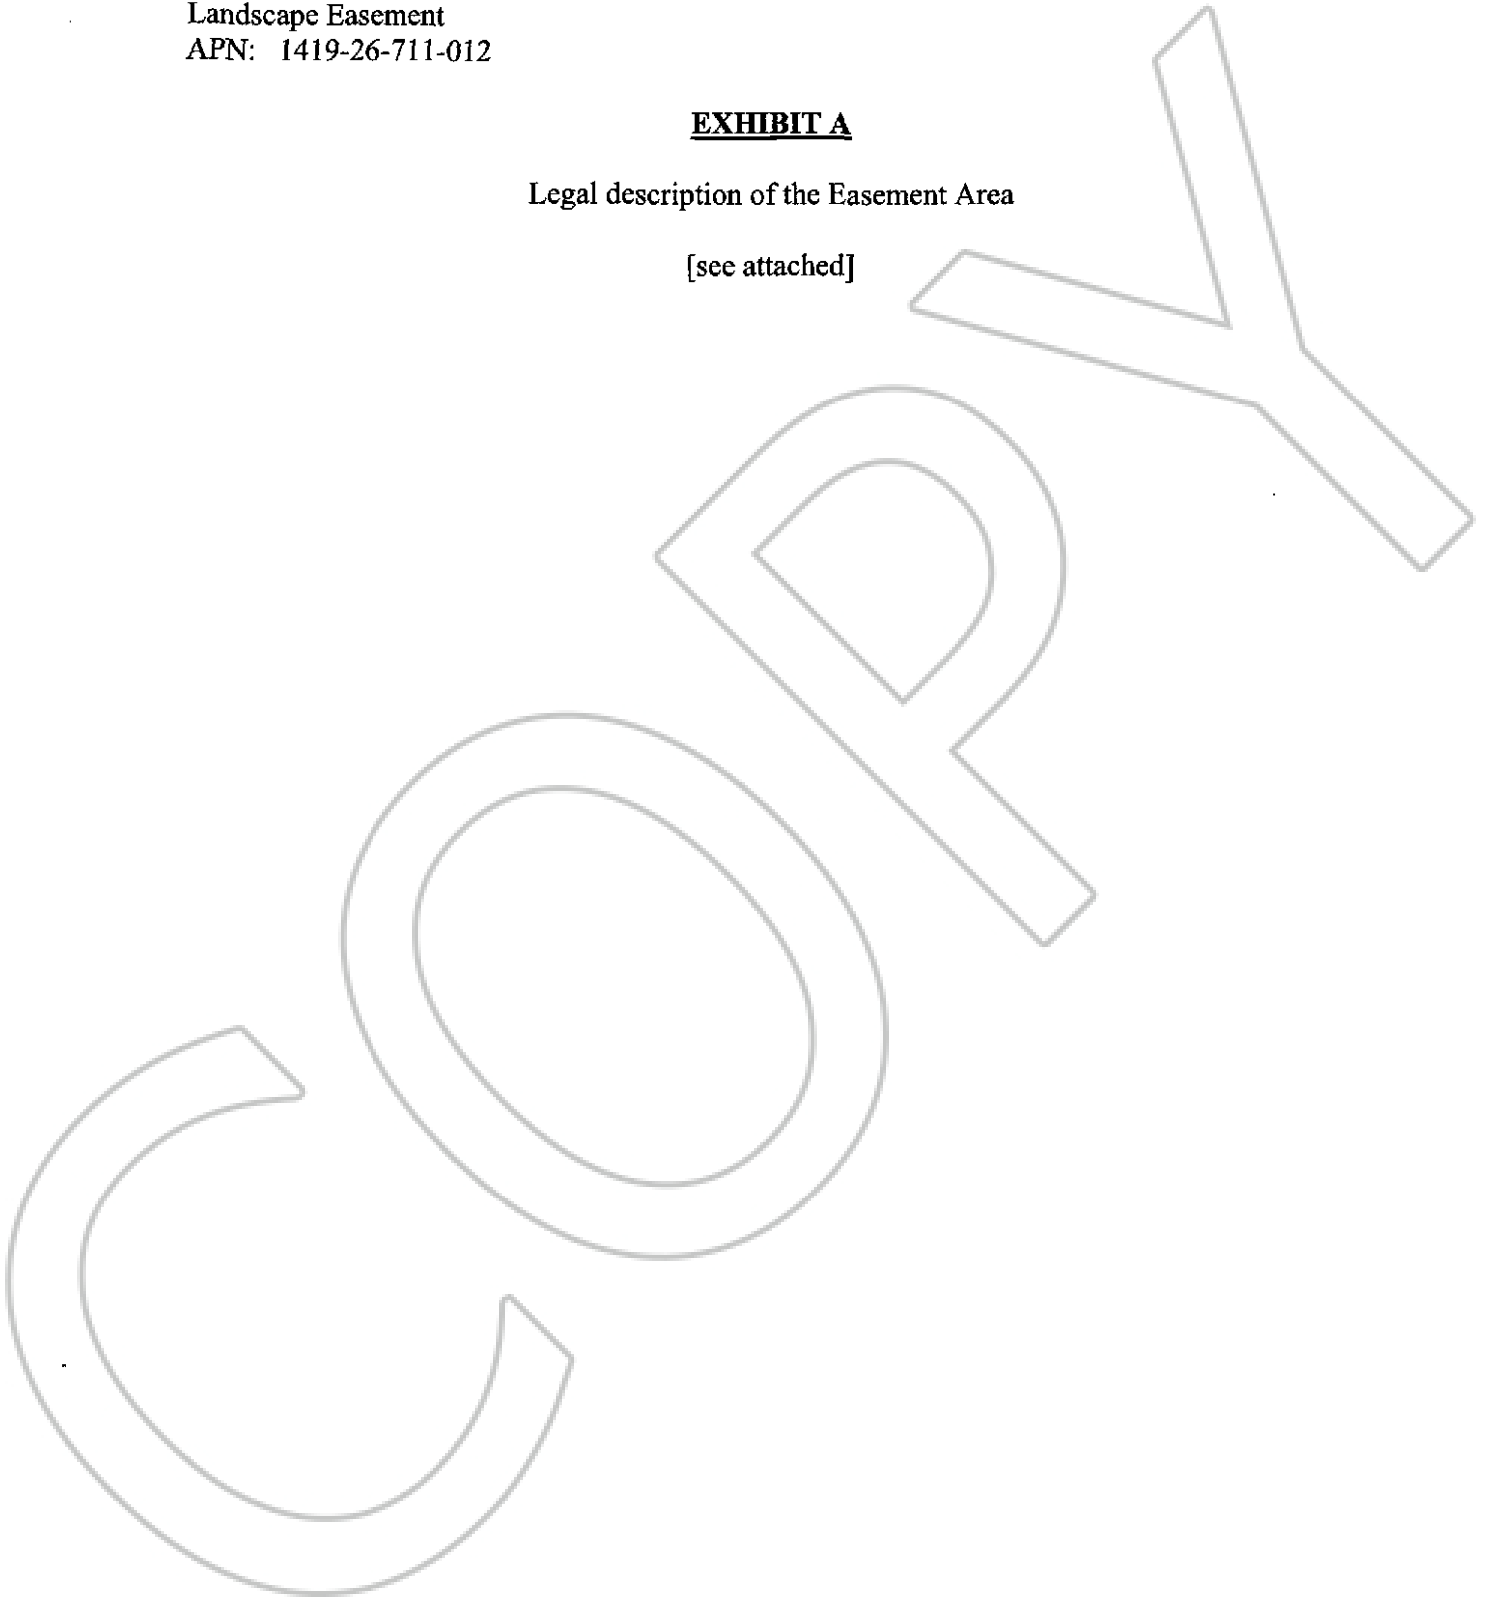 Landscape Easement
APN: 1419-26-711-012
EXHIBIT A
Legal description of the Easement Area
[see attached]
COPY